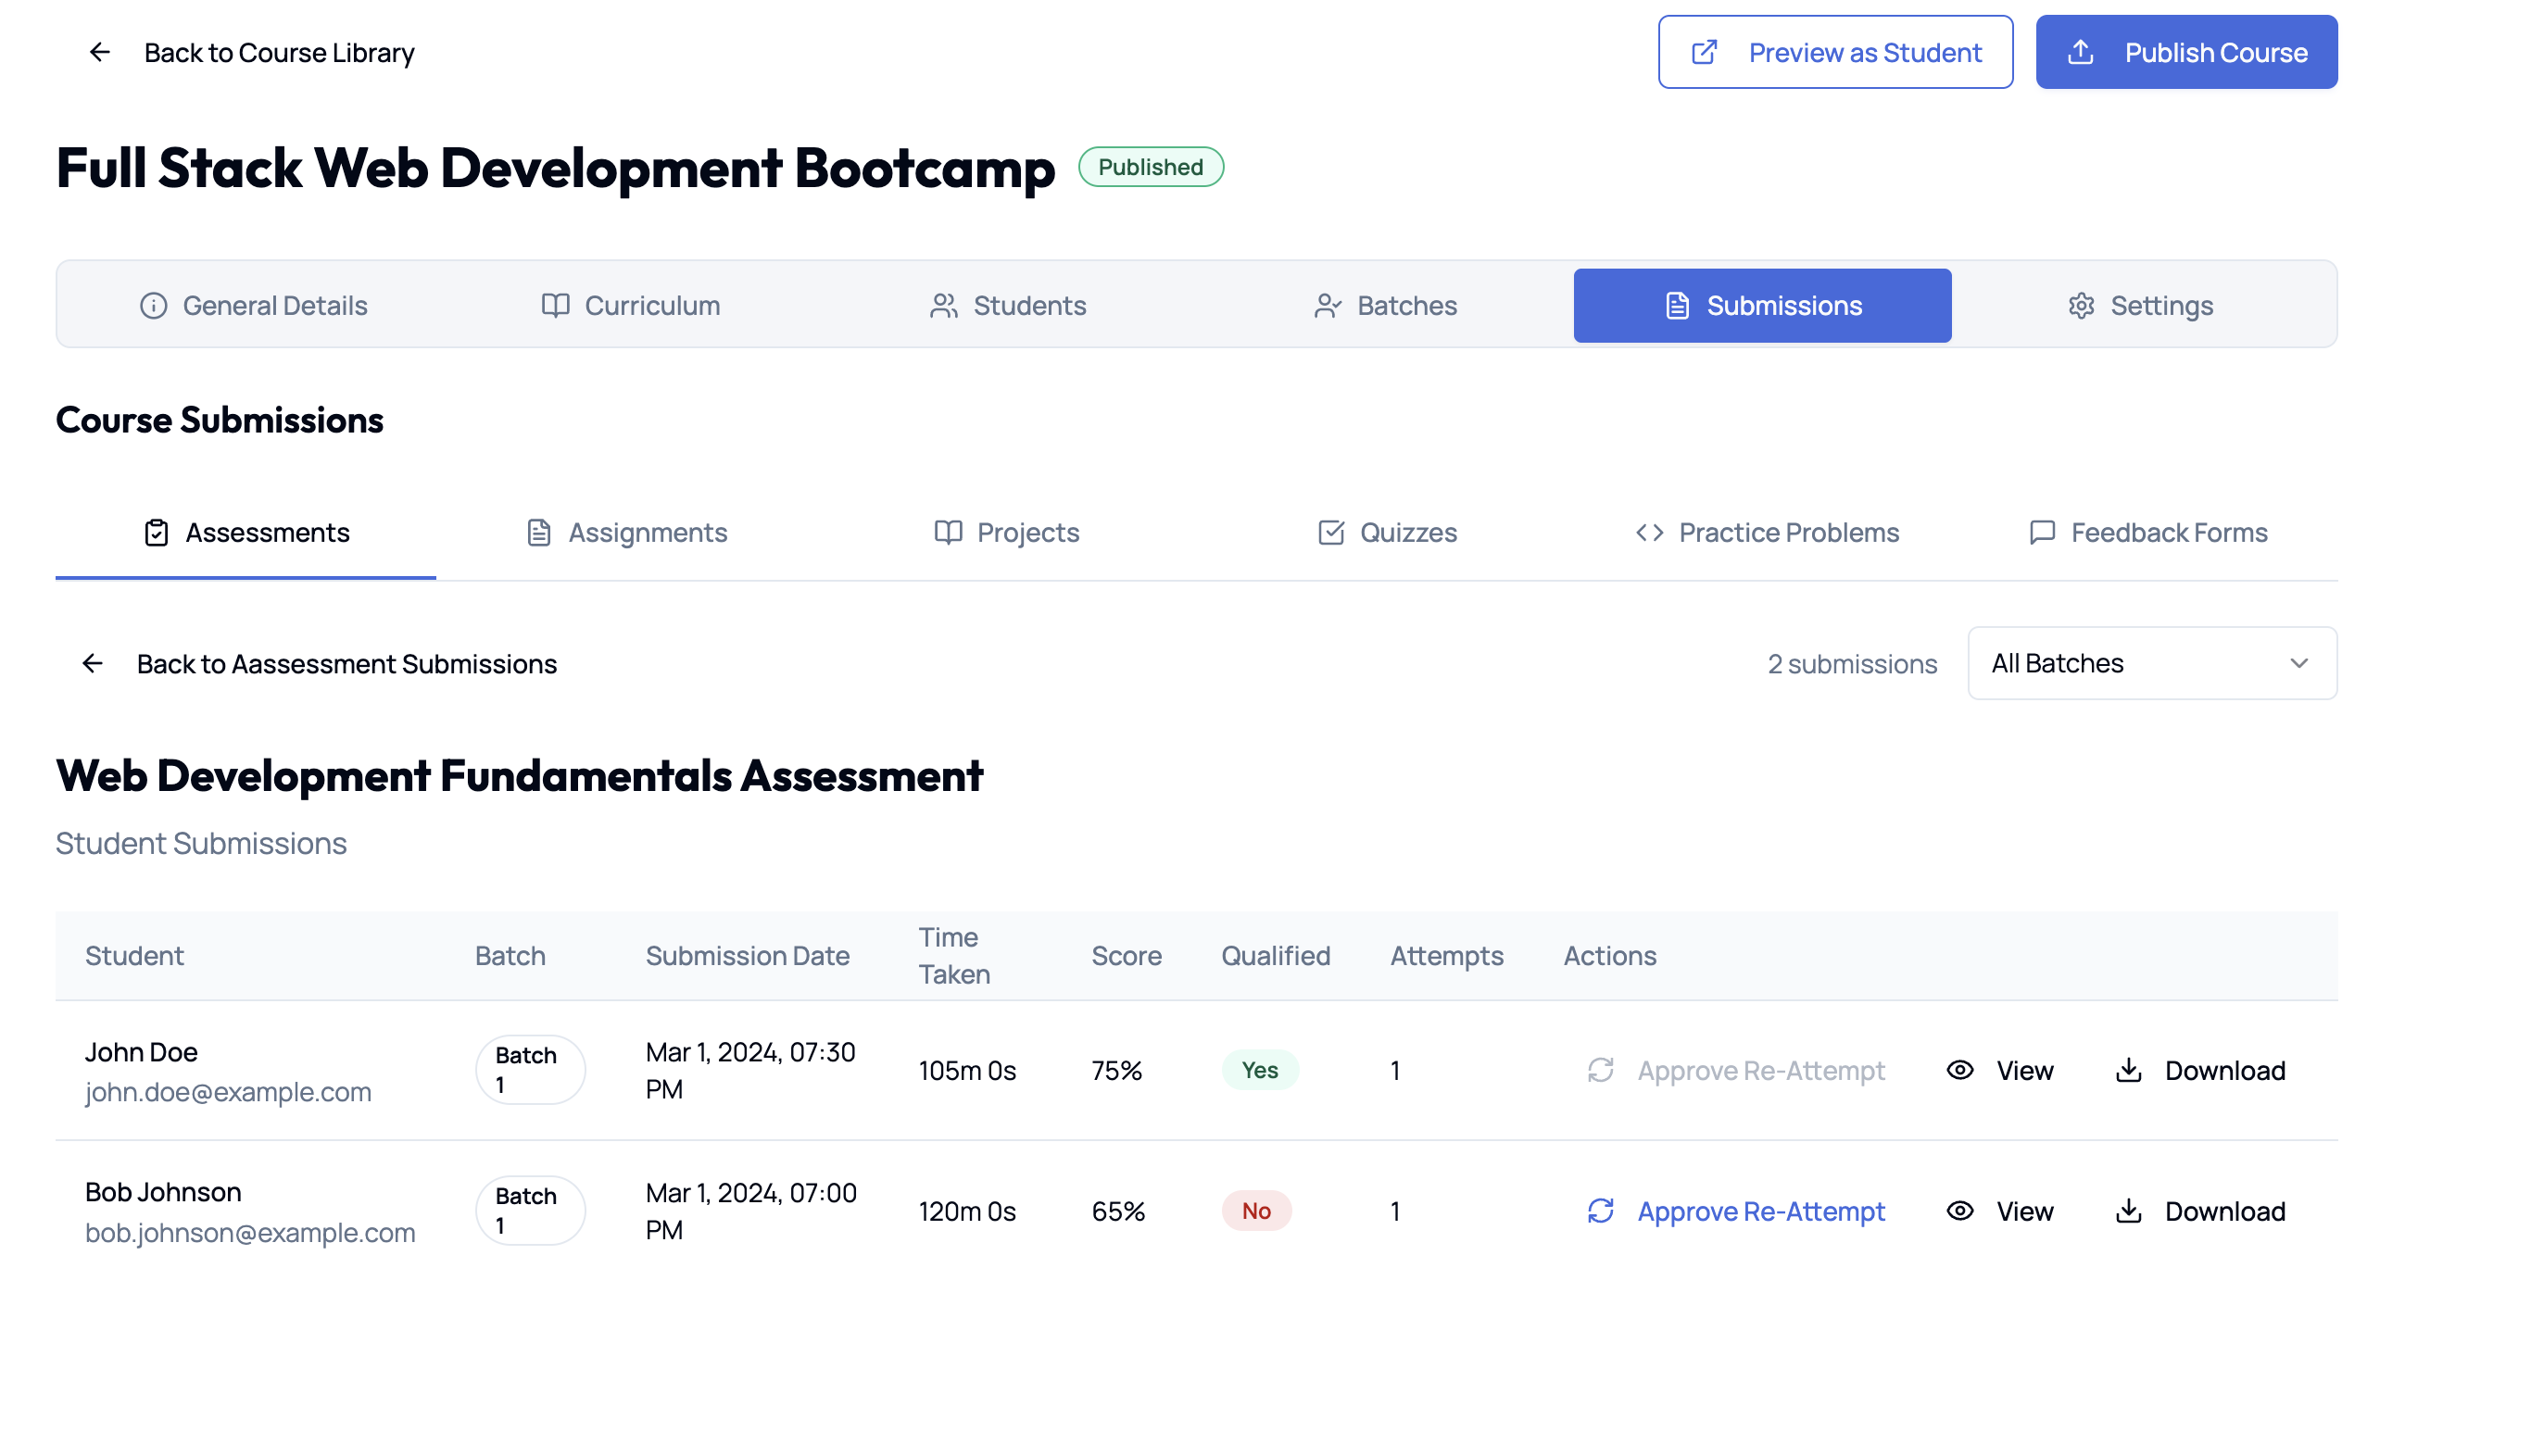 Back to Course Library
Preview as Student
Publish Course
Full Stack Web Development Bootcamp
Published
General Details
Curriculum
Students
Batches
Submissions
Settings
Course Submissions
Assessments
Assignments
Projects
Quizzes
Practice Problems
Feedback Forms
Back to Aassessment Submissions
2 submissions
All Batches
Web Development Fundamentals Assessment
Student Submissions
Student
Batch
Submission Date
Time
Taken
Score
Qualified
Attempts
Actions
John Doe
john.doe@example.com
Batch
1
Mar 1, 2024, 07:30
PM
105m 0s
75%
Yes
1
Approve Re-Attempt
View
Download
Bob Johnson
bob.johnson@example.com
Batch
1
Mar 1, 2024, 07:00
PM
120m 0s
65%
No
1
Approve Re-Attempt
View
Download